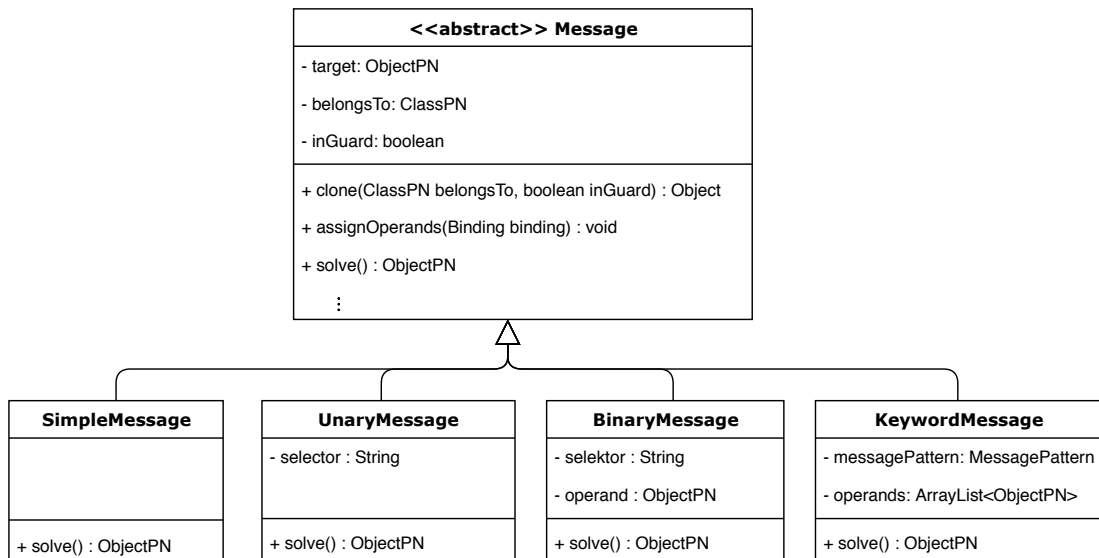 <<abstract>> Message
- target: ObjectPN
- belongsTo: ClassPN
- inGuard: boolean
+ clone(ClassPN belongsTo, boolean inGuard) : Object
+ assignOperands(Binding binding) : void
+ solve() : ObjectPN
⋮
SimpleMessage
+ solve() : ObjectPN
UnaryMessage
- selector : String
+ solve() : ObjectPN
BinaryMessage
- selektor : String
- operand : ObjectPN
+ solve() : ObjectPN
KeywordMessage
- messagePattern: MessagePattern
- operands: ArrayList<ObjectPN>
+ solve() : ObjectPN